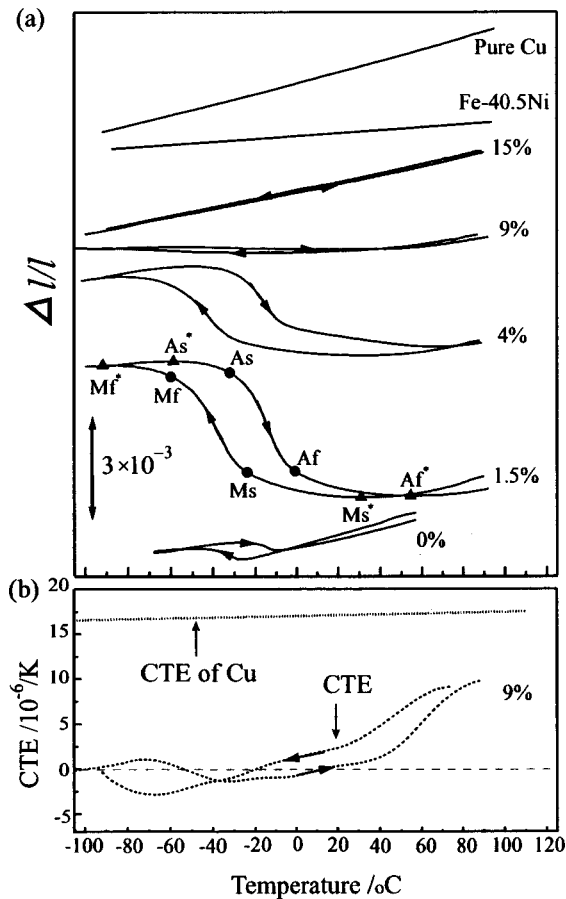 (a)
Pure Cu
Fe-40.5Ni
15%
9%
Δ l/l
4%
As*
As
Mf*
Mf
3×10⁻³
Af
Ms
Af*
1.5%
Ms*
0%
(b)
20
15
10
5
0
-5
CTE /10⁻⁶/K
CTE of Cu
CTE
9%
-100 -80 -60 -40 -20 0 20 40 60 80 100 120
Temperature /oC